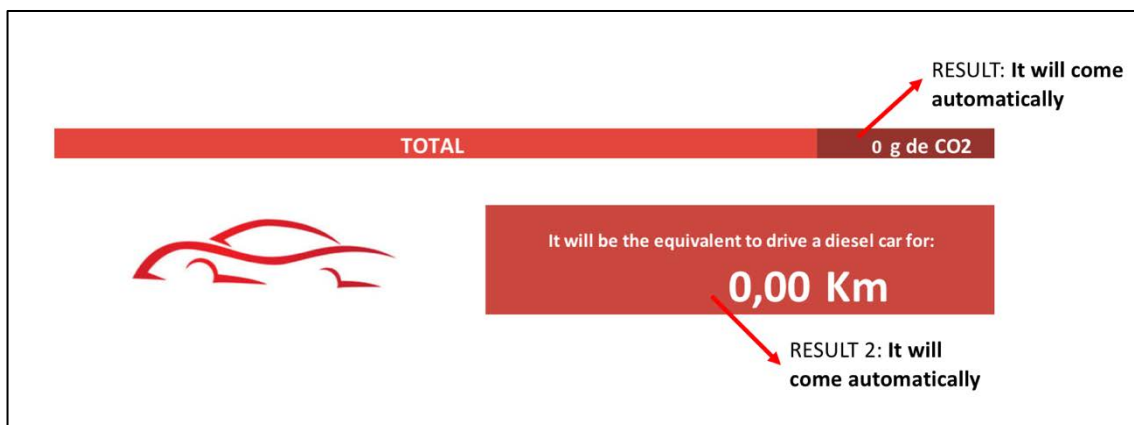 RESULT: It will come
automatically
TOTAL
0 g de CO2
It will be the equivalent to drive a diesel car for:
0,00 Km
RESULT 2: It will
come automatically